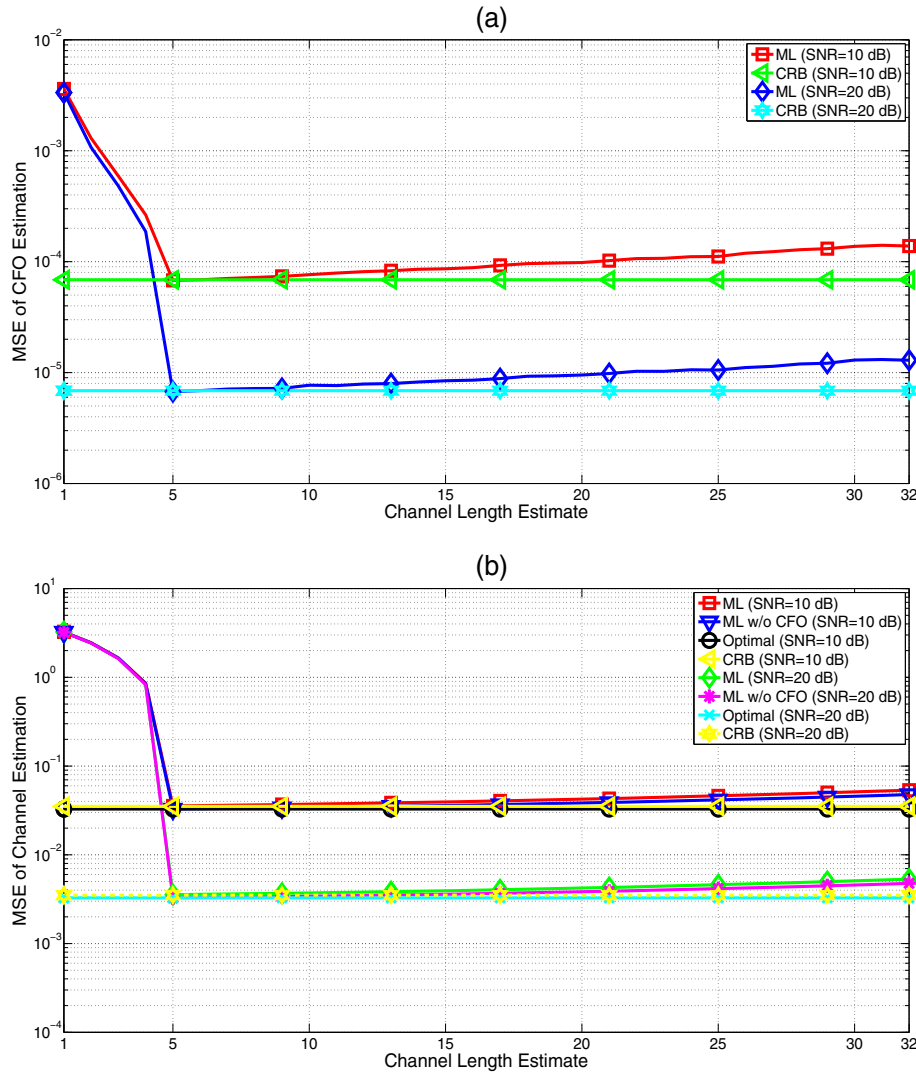 (a)
MSE of CFO Estimation
10−2
10−3
10−4
10−5
10−6
ML (SNR=10 dB)
CRB (SNR=10 dB)
ML (SNR=20 dB)
CRB (SNR=20 dB)
1 5 10 15 20 25 30 32
Channel Length Estimate
(b)
MSE of Channel Estimation
101
100
10−1
10−2
10−3
10−4
ML (SNR=10 dB)
ML w/o CFO (SNR=10 dB)
Optimal (SNR=10 dB)
CRB (SNR=10 dB)
ML (SNR=20 dB)
ML w/o CFO (SNR=20 dB)
Optimal (SNR=20 dB)
CRB (SNR=20 dB)
1 5 10 15 20 25 30 32
Channel Length Estimate